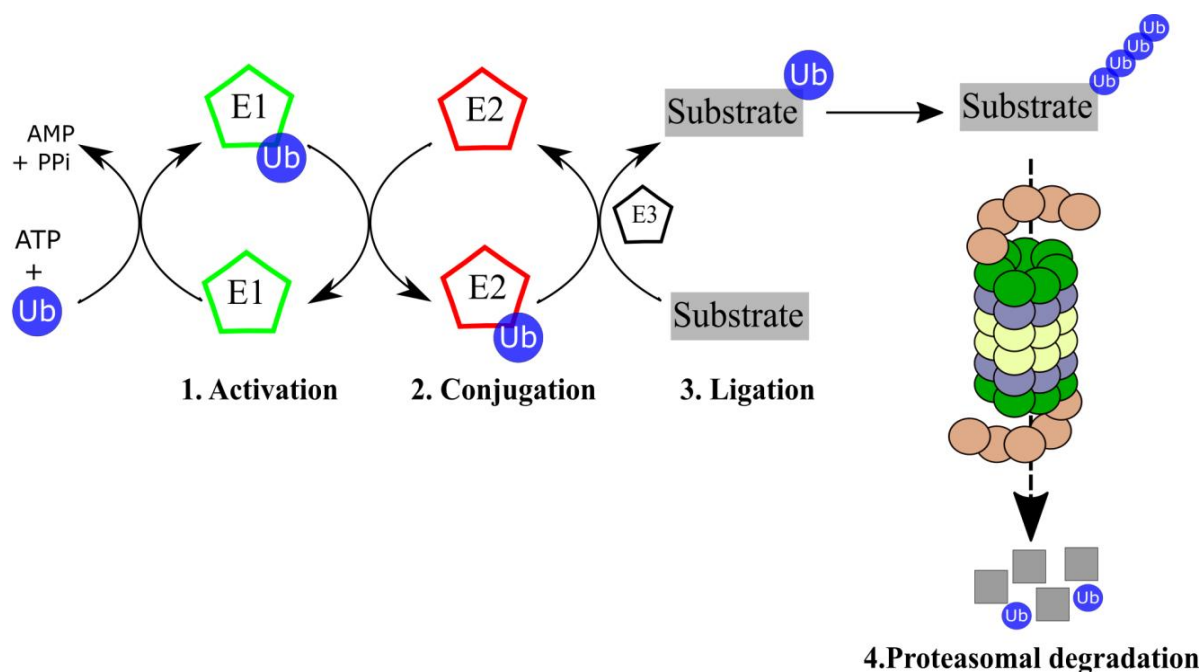 AMP
+ PPi
ATP
+
Ub
E1
Ub
E1
1. Activation
E2
E2
Ub
2. Conjugation
E3
Substrate
Ub
Substrate
3. Ligation
Substrate
Ub
Ub
Ub
Ub
Ub
Ub
4.Proteasomal degradation